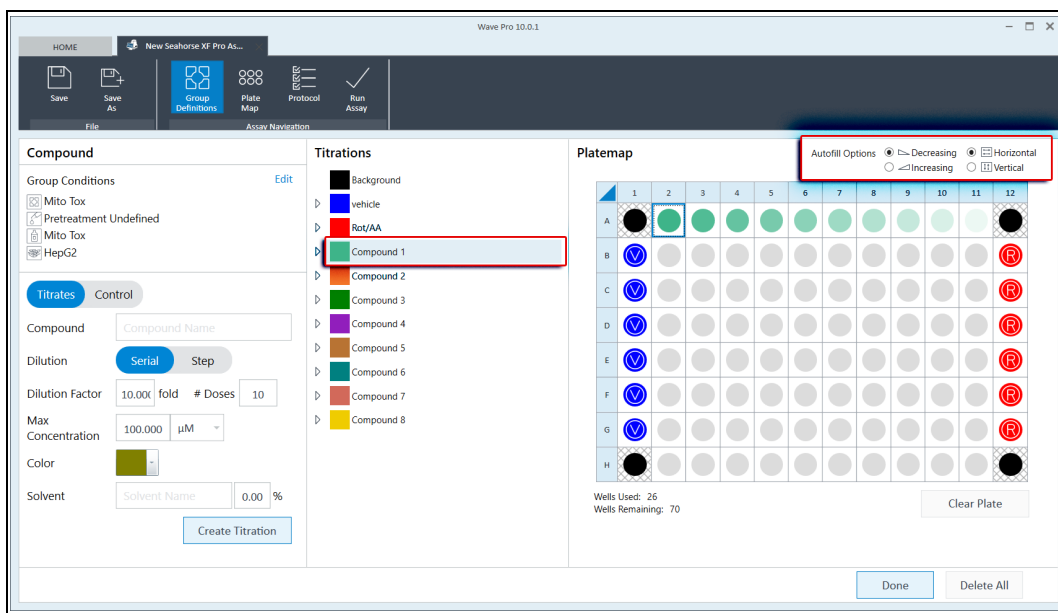 Wave Pro 10.0.1
HOME
New Seahorse XF Pro As...
Save
Save As
Group Definitions
Plate Map
Protocol
Run Assay
File
Assay Navigation
Compound
Group Conditions Edit
Mito Tox
Pretreatment Undefined
Mito Tox
HepG2
Titrates Control
Compound Compound Name
Dilution Serial Step
Dilution Factor 10.00( fold # Doses 10
Max Concentration 100.000 µM
Color
Solvent Solvent Name 0.00 %
Create Titration
Titrations
Background
vehicle
Rot/AA
Compound 1
Compound 2
Compound 3
Compound 4
Compound 5
Compound 6
Compound 7
Compound 8
Platemap
Autofill Options Decreasing Horizontal
Increasing Vertical
1 2 3 4 5 6 7 8 9 10 11 12
A
B V R
C V R
D V R
E V R
F V R
G V R
H
Wells Used: 26
Wells Remaining: 70
Clear Plate
Done Delete All